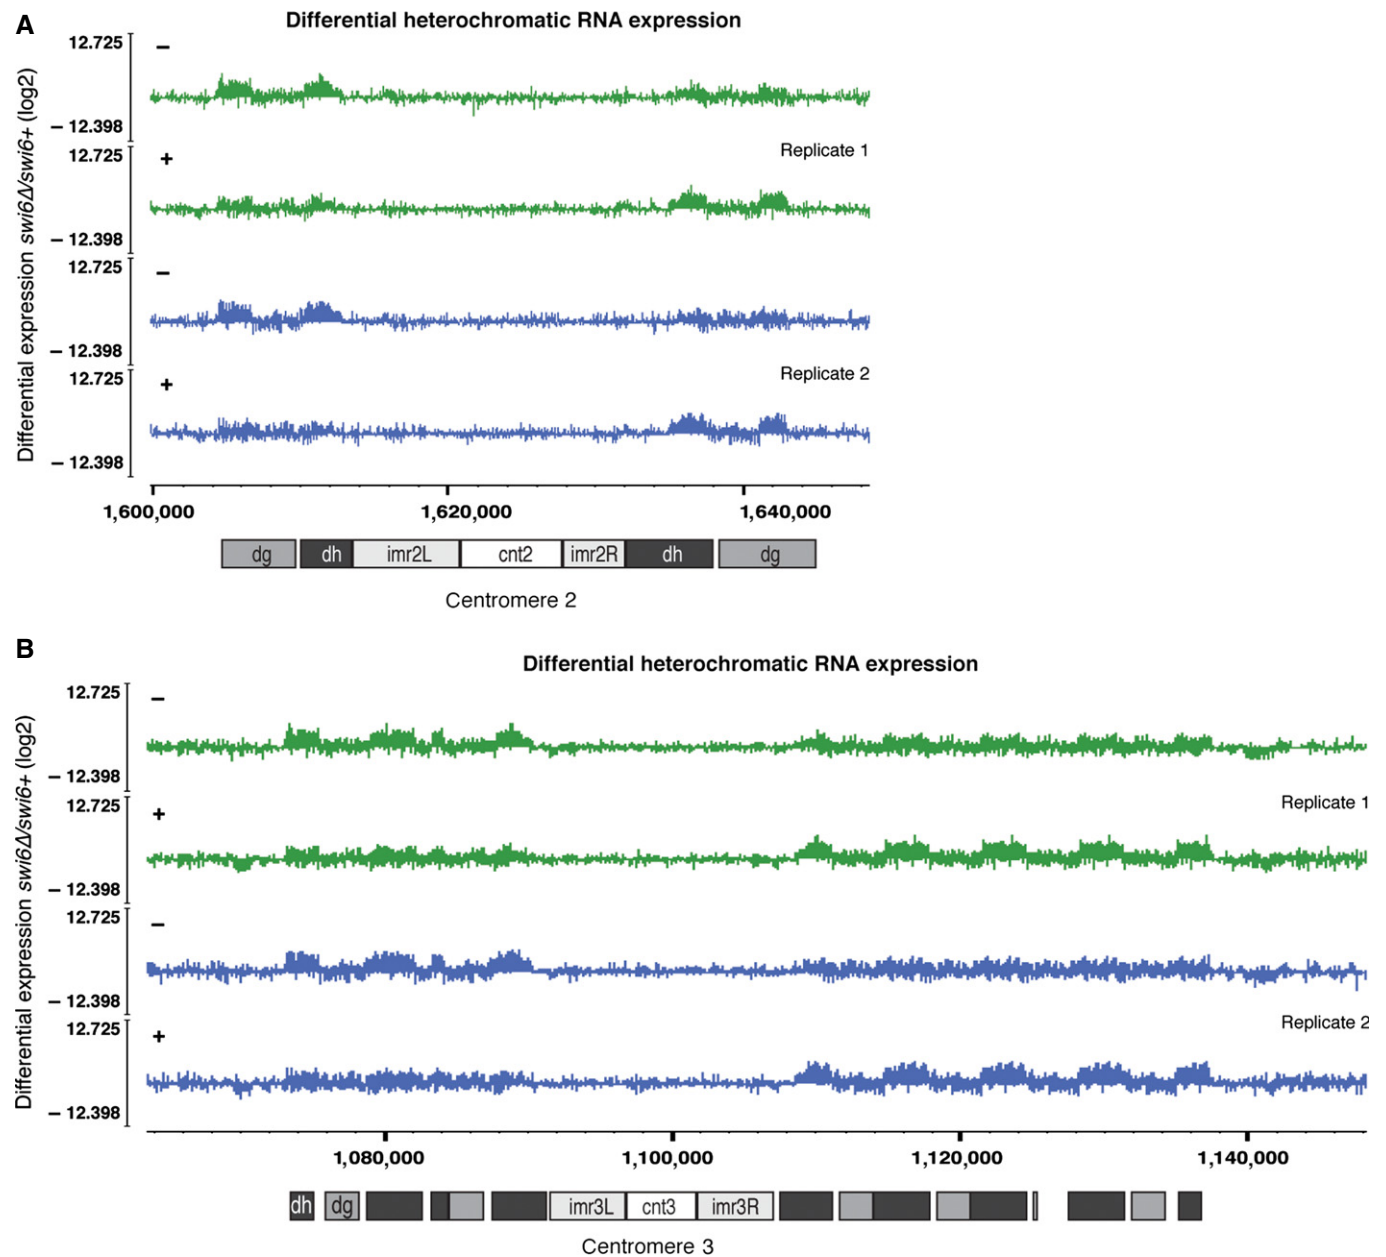 A
Differential heterochromatic RNA expression
Differential expression swi6Δ/swi6+ (log2)
12.725
–
– 12.398
12.725
+
Replicate 1
– 12.398
12.725
–
– 12.398
12.725
+
Replicate 2
– 12.398
1,600,000 1,620,000 1,640,000
dg dh imr2L cnt2 imr2R dh dg
Centromere 2
B
Differential heterochromatic RNA expression
Differential expression swi6Δ/swi6+ (log2)
12.725
–
– 12.398
12.725
+
Replicate 1
– 12.398
12.725
–
– 12.398
12.725
+
Replicate 2
– 12.398
1,080,000 1,100,000 1,120,000 1,140,000
dh dg imr3L cnt3 imr3R
Centromere 3